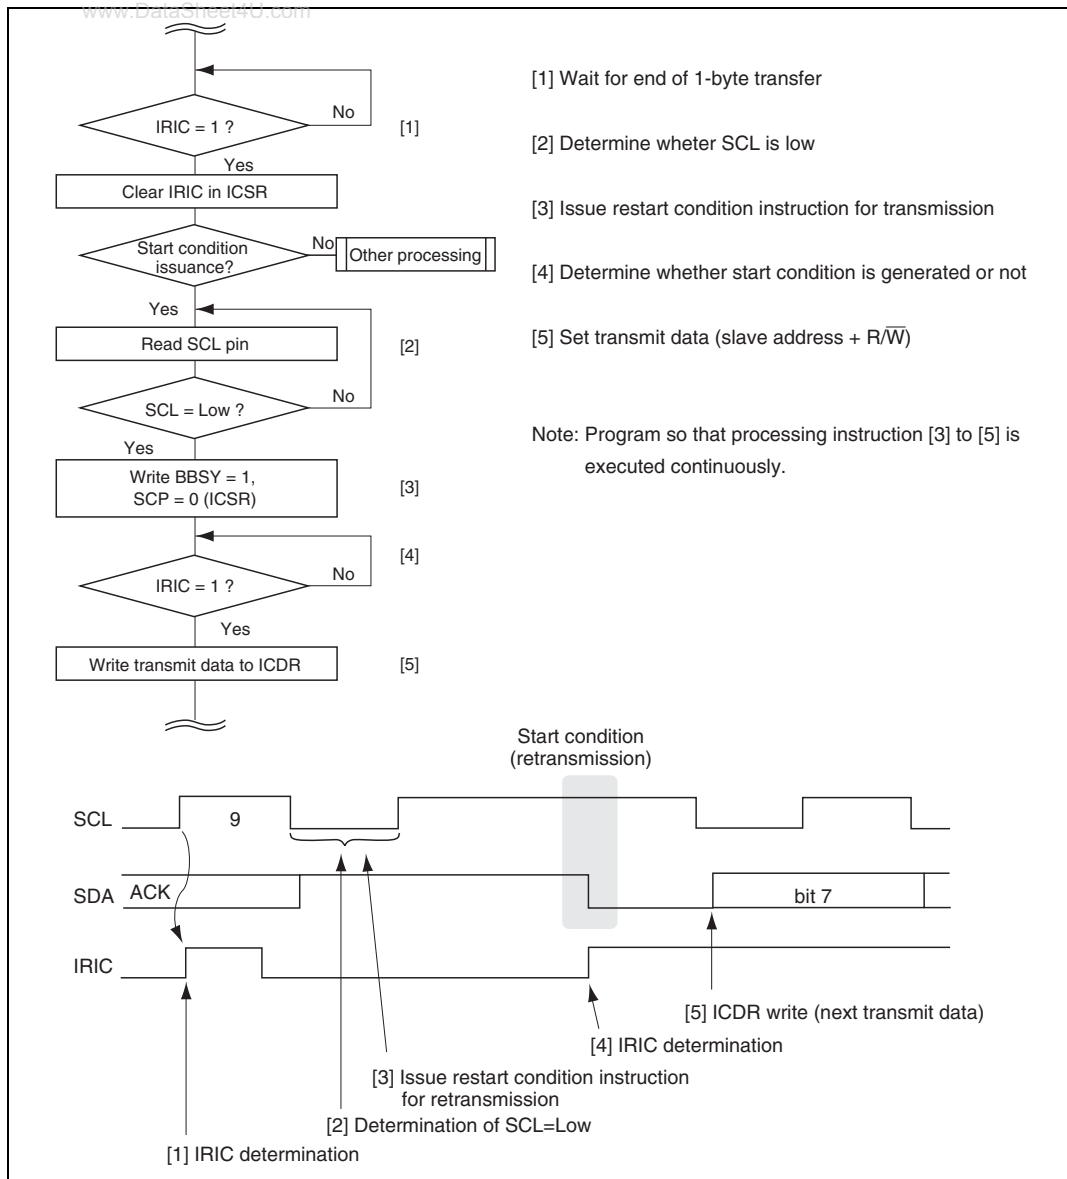 www.DataSheet4U.com
IRIC = 1 ?
No
[1]
Yes
Clear IRIC in ICSR
Start condition
issuance?
No
Other processing
Yes
Read SCL pin
[2]
SCL = Low ?
No
Yes
Write BBSY = 1,
SCP = 0 (ICSR)
[3]
[4]
IRIC = 1 ?
No
Yes
Write transmit data to ICDR
[5]
[1] Wait for end of 1-byte transfer
[2] Determine wheter SCL is low
[3] Issue restart condition instruction for transmission
[4] Determine whether start condition is generated or not
[5] Set transmit data (slave address + R/W̅)
Note: Program so that processing instruction [3] to [5] is
executed continuously.
Start condition
(retransmission)
SCL
9
SDA
ACK
bit 7
IRIC
[5] ICDR write (next transmit data)
[4] IRIC determination
[3] Issue restart condition instruction
for retransmission
[2] Determination of SCL=Low
[1] IRIC determination